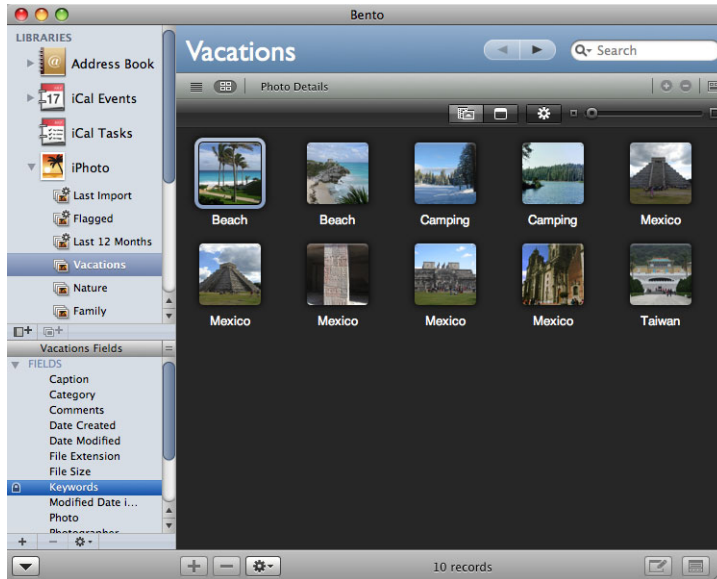 Bento
LIBRARIES
Address Book
17
iCal Events
iCal Tasks
iPhoto
Last Import
Flagged
Last 12 Months
Vacations
Nature
Family
Vacations Fields
FIELDS
Caption
Category
Comments
Date Created
Date Modified
File Extension
File Size
Keywords
Modified Date i...
Photo
Photographer
Vacations
Search
Photo Details
Beach
Beach
Camping
Camping
Mexico
Mexico
Mexico
Mexico
Mexico
Taiwan
10 records